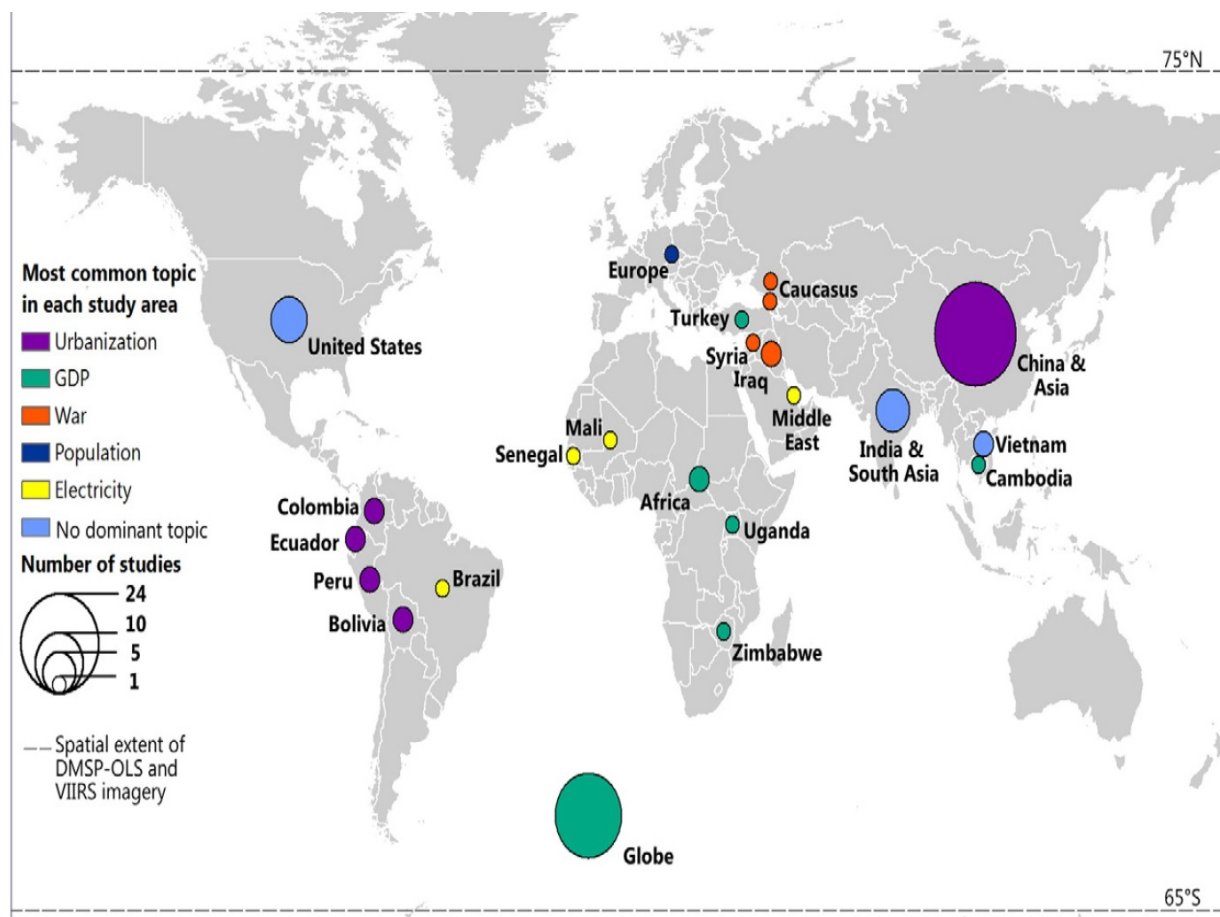 75°N
Most common topic
in each study area
Urbanization
GDP
War
Population
Electricity
No dominant topic
Number of studies
24
10
5
1
Spatial extent of
DMSP-OLS and
VIIRS imagery
United States
Colombia
Ecuador
Peru
Bolivia
Brazil
Europe
Caucasus
Turkey
Syria
Iraq
Middle
East
Mali
Senegal
Africa
Uganda
Zimbabwe
China &
Asia
India &
South Asia
Vietnam
Cambodia
Globe
65°S